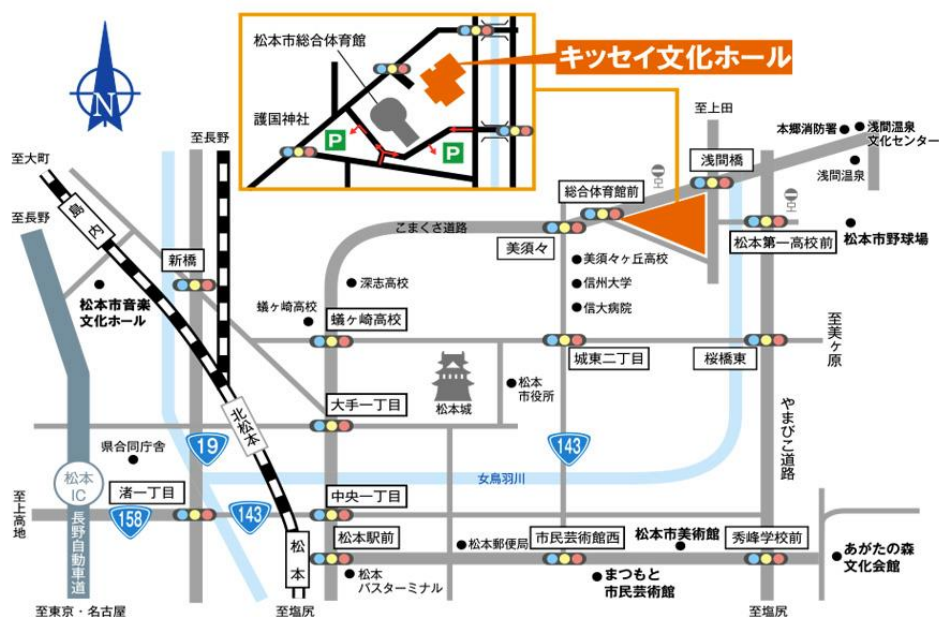 松本市総合体育館
キッセイ文化ホール
護国神社
P
P
N
至上田
本郷消防署
浅間温泉
文化センター
浅間橋
浅間温泉
至長野
至大町
総合体育館前
至長野
島内
こまくさ道路
美須々
松本第一高校前
松本市野球場
新橋
美須々ヶ丘高校
深志高校
信州大学
松本市音楽
文化ホール
蟻ヶ崎高校
信大病院
蟻ヶ崎高校
城東二丁目
桜橋東
至美ヶ原
松本城
松本
市役所
大手一丁目
北松本
やまびこ道路
県合同庁舎
19
143
松本
IC
女鳥羽川
渚一丁目
中央一丁目
至上高地
158
143
長野自動車道
松本
松本駅前
松本郵便局
市民芸術館西
松本市美術館
秀峰学校前
あがたの森
文化会館
松本
バスターミナル
まつもと
市民芸術館
至東京・名古屋
至塩尻
至塩尻